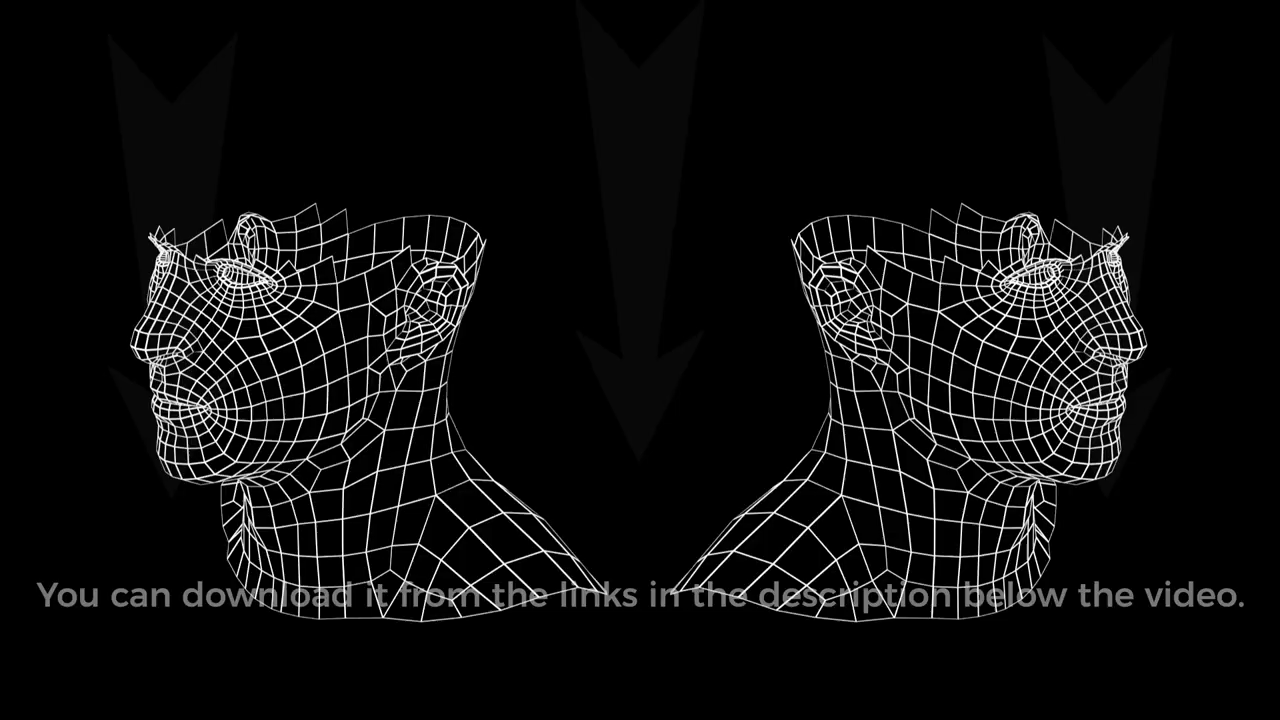 You can download it from the links in the description below the video.